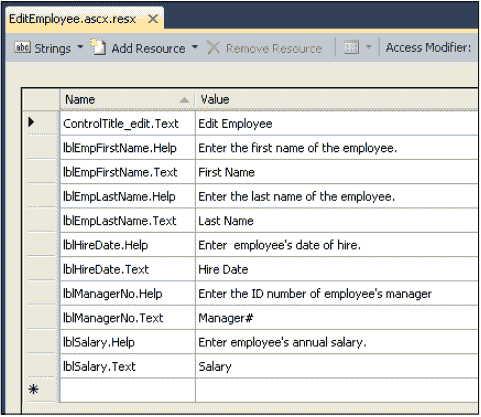 EditEmployee.ascx.resx
Strings Add Resource Remove Resource Access Modifier:
Name Value
ControlTitle_edit.Text Edit Employee
lblEmpFirstName.Help Enter the first name of the employee.
lblEmpFirstName.Text First Name
lblEmpLastName.Help Enter the last name of the employee.
lblEmpLastName.Text Last Name
lblHireDate.Help Enter  employee's date of hire.
lblHireDate.Text Hire Date
lblManagerNo.Help Enter the ID number of employee's manager
lblManagerNo.Text Manager#
lblSalary.Help Enter employee's annual salary.
lblSalary.Text Salary